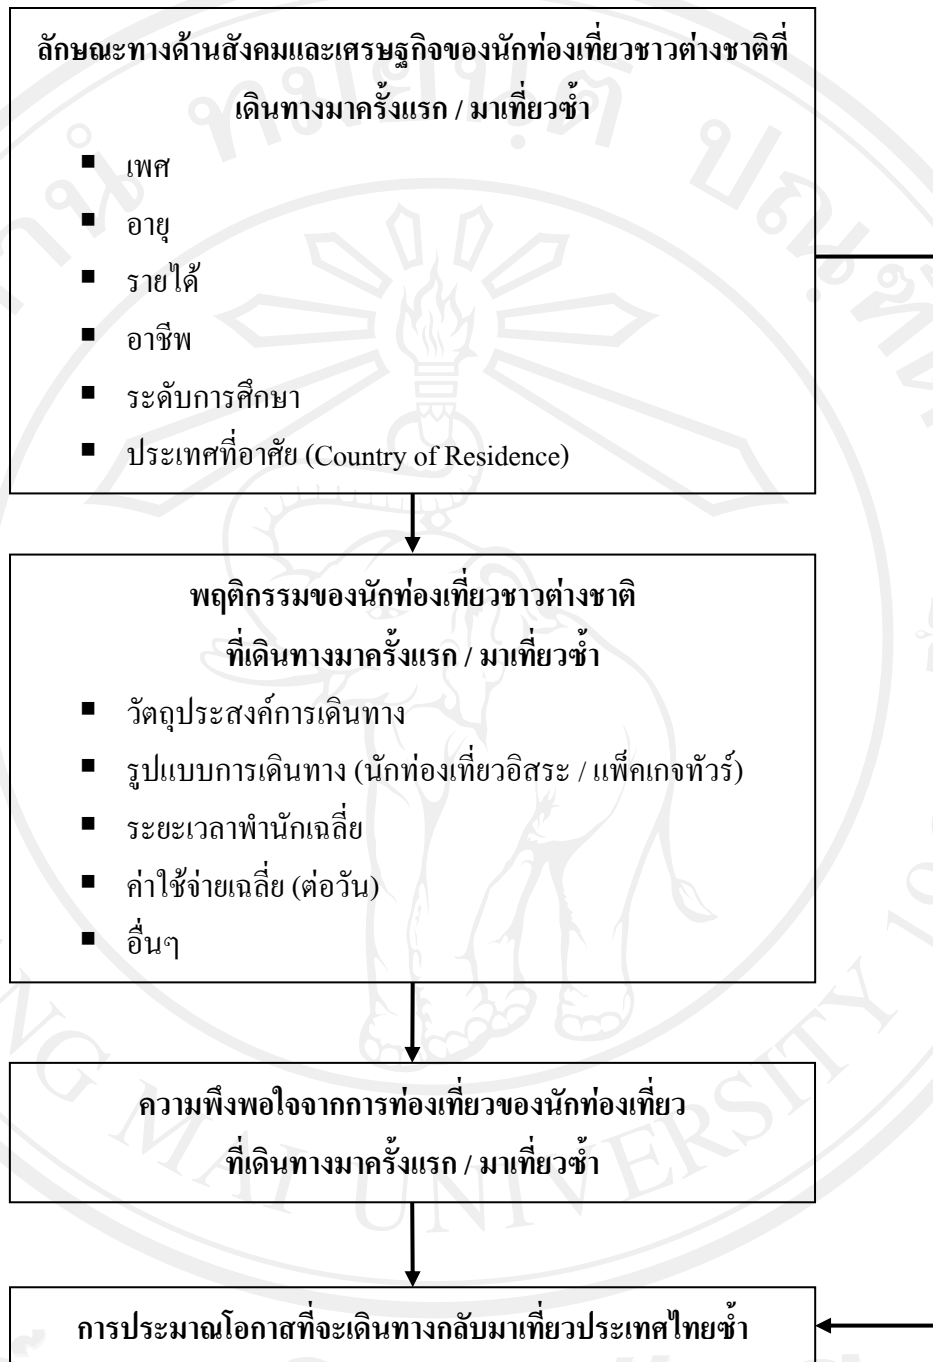 ลักษณะทางด้านสังคมและเศรษฐกิจของนักท่องเที่ยวชาวต่างชาติที่
เดินทางมาครั้งแรก / มาเที่ยวซ้ำ
■ เพศ
■ อายุ
■ รายได้
■ อาชีพ
■ ระดับการศึกษา
■ ประเทศที่อาศัย (Country of Residence)
พฤติกรรมของนักท่องเที่ยวชาวต่างชาติ
ที่เดินทางมาครั้งแรก / มาเที่ยวซ้ำ
■ วัตถุประสงค์การเดินทาง
■ รูปแบบการเดินทาง (นักท่องเที่ยวอิสระ / แพ็คเกจทัวร์)
■ ระยะเวลาพำนักเฉลี่ย
■ ค่าใช้จ่ายเฉลี่ย (ต่อวัน)
■ อื่นๆ
ความพึงพอใจจากการท่องเที่ยวของนักท่องเที่ยว
ที่เดินทางมาครั้งแรก / มาเที่ยวซ้ำ
การประมาณโอกาสที่จะเดินทางกลับมาเที่ยวประเทศไทยซ้ำ
NG MAI UNIVERSITY